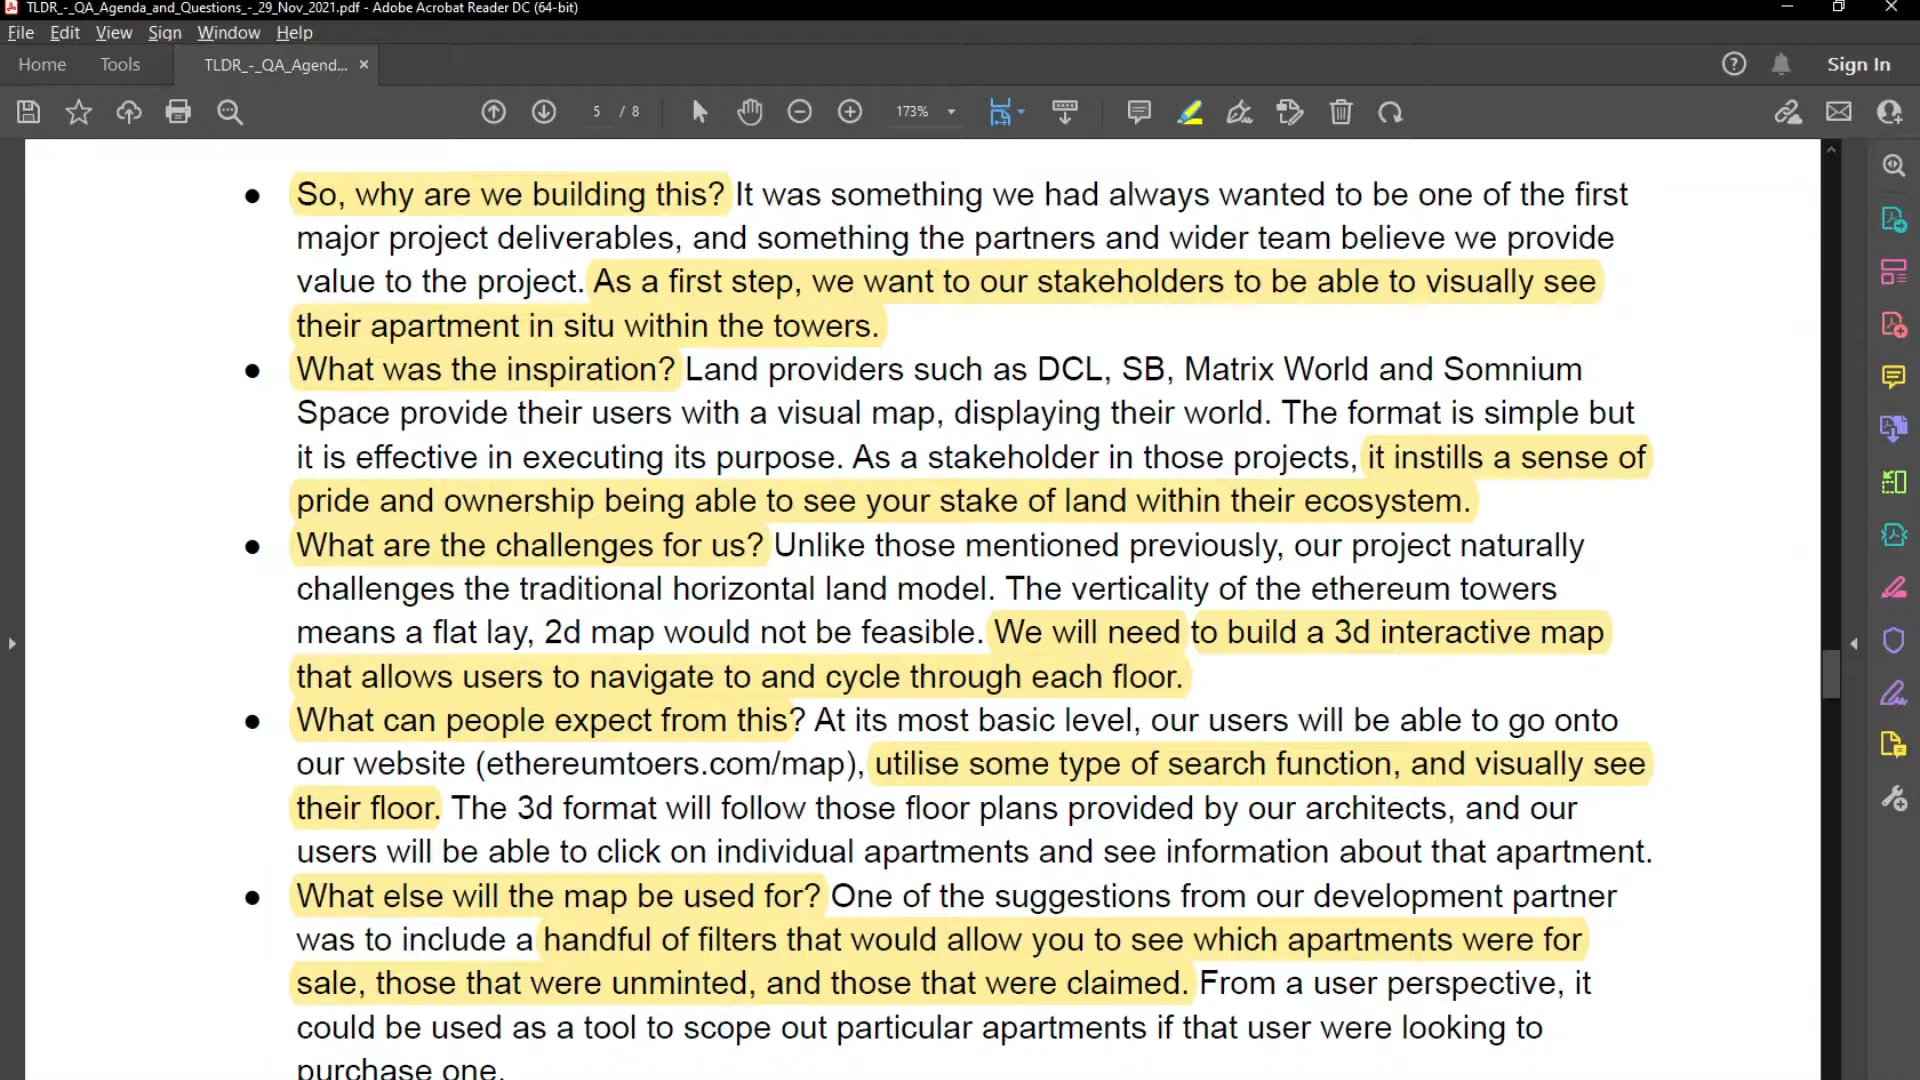 TLDR_-_QA_Agenda_and_Questions_-_29_Nov_2021.pdf - Adobe Acrobat Reader DC (64-bit)
File Edit View Sign Window Help
Home Tools TLDR_-_QA_Agend... × Sign In
5 / 8 173%
● So, why are we building this? It was something we had always wanted to be one of the first
major project deliverables, and something the partners and wider team believe we provide
value to the project. As a first step, we want to our stakeholders to be able to visually see
their apartment in situ within the towers.
● What was the inspiration? Land providers such as DCL, SB, Matrix World and Somnium
Space provide their users with a visual map, displaying their world. The format is simple but
it is effective in executing its purpose. As a stakeholder in those projects, it instills a sense of
pride and ownership being able to see your stake of land within their ecosystem.
● What are the challenges for us? Unlike those mentioned previously, our project naturally
challenges the traditional horizontal land model. The verticality of the ethereum towers
means a flat lay, 2d map would not be feasible. We will need to build a 3d interactive map
that allows users to navigate to and cycle through each floor.
● What can people expect from this? At its most basic level, our users will be able to go onto
our website (ethereumtoers.com/map), utilise some type of search function, and visually see
their floor. The 3d format will follow those floor plans provided by our architects, and our
users will be able to click on individual apartments and see information about that apartment.
● What else will the map be used for? One of the suggestions from our development partner
was to include a handful of filters that would allow you to see which apartments were for
sale, those that were unminted, and those that were claimed. From a user perspective, it
could be used as a tool to scope out particular apartments if that user were looking to
purchase one.